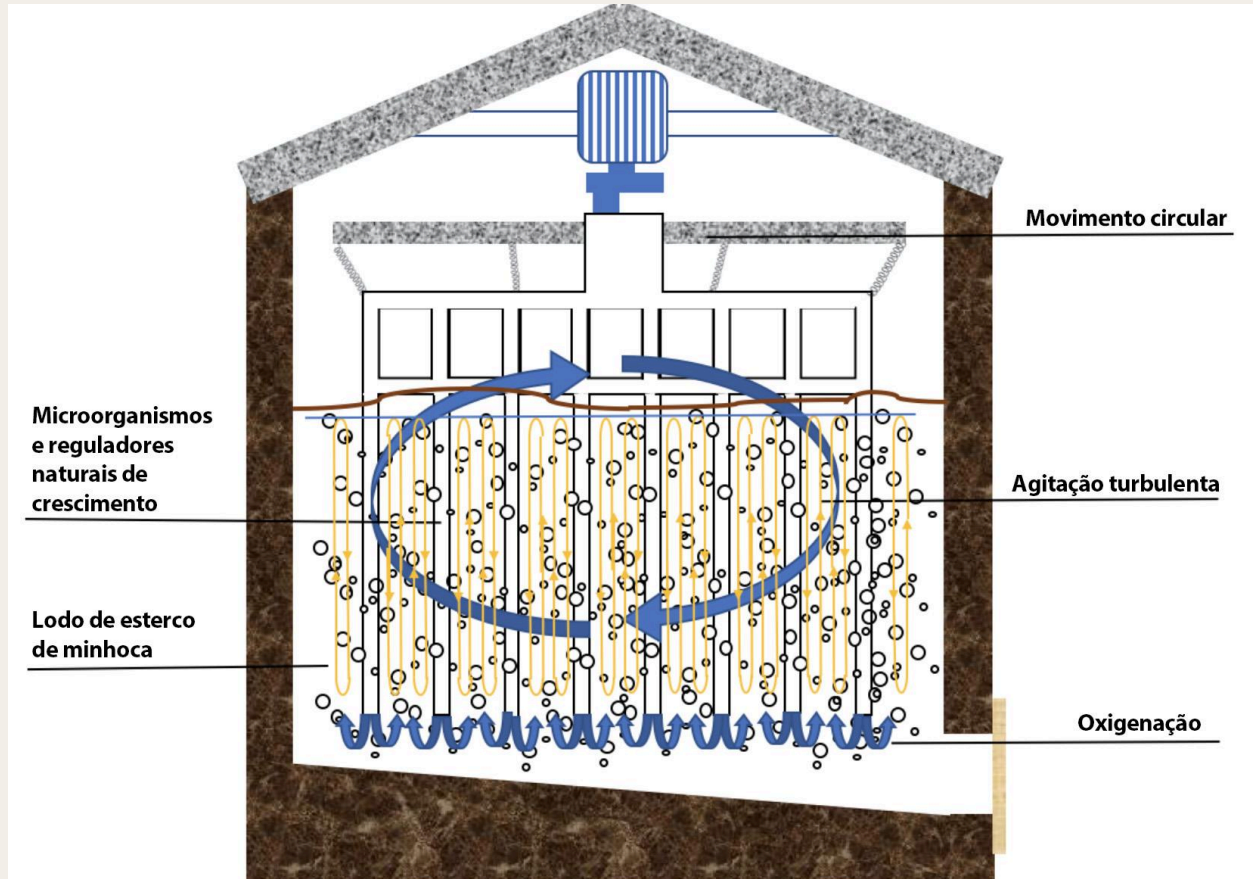 Movimento circular
Microorganismos
e reguladores
naturais de
crescimento
Agitação turbulenta
Lodo de esterco
de minhoca
Oxigenação